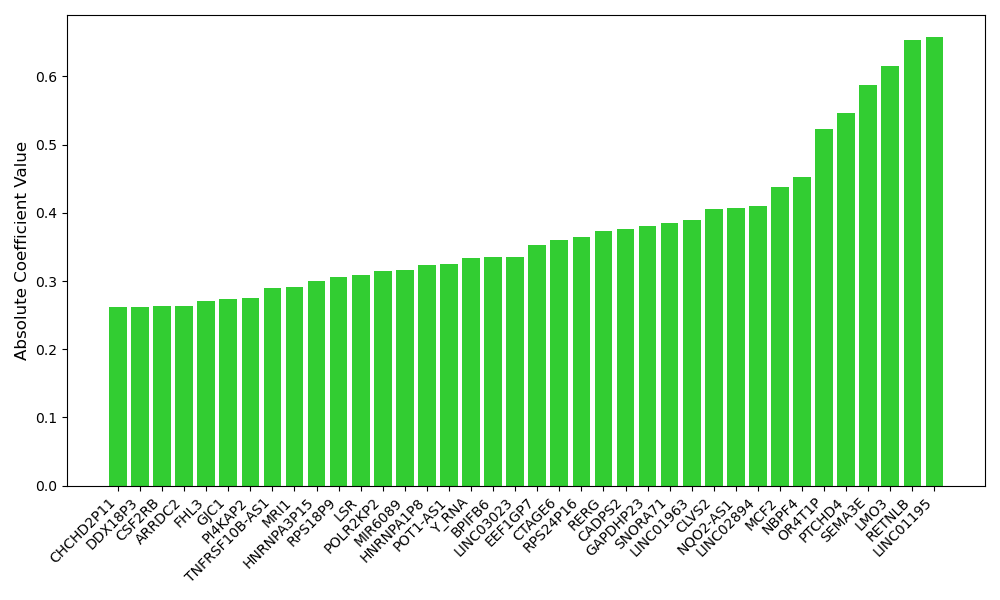 Absolute Coefficient Value
0.6
0.5
0.4
0.3
0.2
0.1
0.0
CHCHD2P11
DDX18P3
CSF2RB
ARRDC2
FHL3
GJC1
PI4KAP2
TNFRSF10B-AS1
MRI1
HNRNPA3P15
RPS18P9
LSR
POLR2KP2
MIR6089
HNRNPA1P8
POT1-AS1
Y_RNA
BPIFB6
LINC03023
EEF1GP7
CTAGE6
RPS24P16
RERG
CADPS2
GAPDHP23
SNORA71
LINC01963
CLVS2
NQO2-AS1
LINC02894
MCF2
NBPF4
OR4T1P
PTCHD4
SEMA3E
LMO3
RETNLB
LINC01195